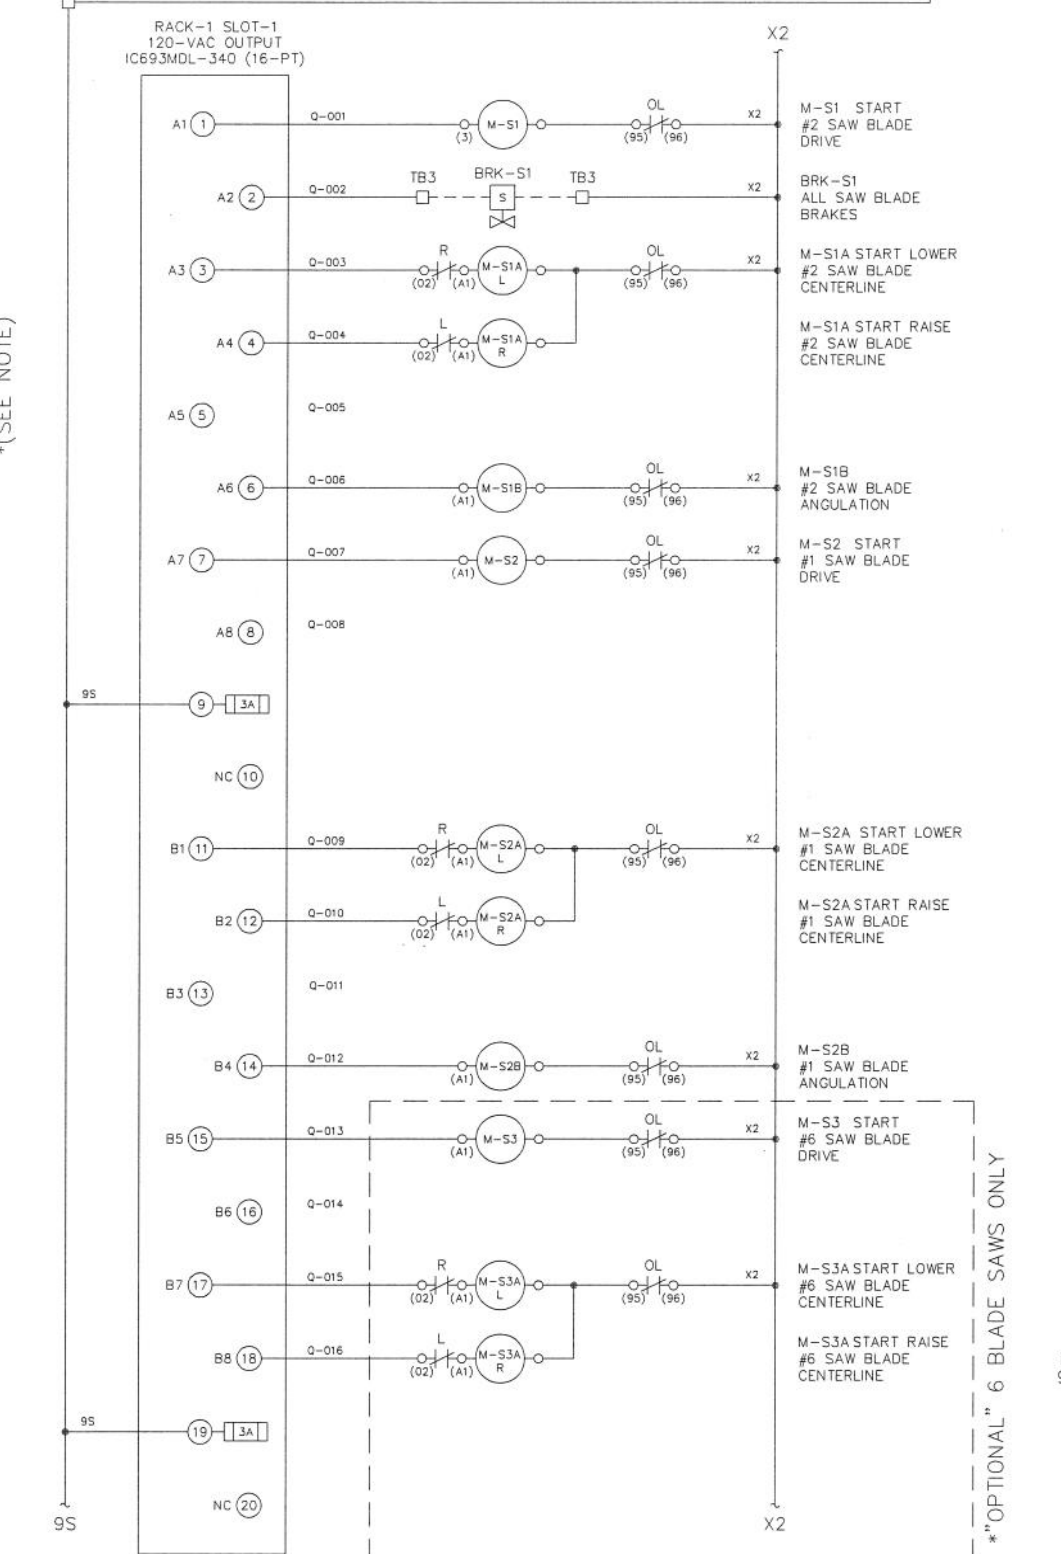 RACK-1 SLOT-1
120-VAC OUTPUT
IC693MDL-340 (16-PT)
X2
*(SEE NOTE)
A1 1 Q-001 (3) M-S1 OL (95) (96) X2
M-S1 START
#2 SAW BLADE
DRIVE
A2 2 Q-002 TB3 BRK-S1 S TB3 X2
BRK-S1
ALL SAW BLADE
BRAKES
A3 3 Q-003 R (02) (A1) M-S1A L OL (95) (96) X2
M-S1A START LOWER
#2 SAW BLADE
CENTERLINE
A4 4 Q-004 L (02) (A1) M-S1A R
M-S1A START RAISE
#2 SAW BLADE
CENTERLINE
A5 5 Q-005
A6 6 Q-006 (A1) M-S1B OL (95) (96) X2
M-S1B
#2 SAW BLADE
ANGULATION
A7 7 Q-007 (A1) M-S2 OL (95) (96) X2
M-S2 START
#1 SAW BLADE
DRIVE
A8 8 Q-008
9S 9 3A
NC 10
B1 11 Q-009 R (02) (A1) M-S2A L OL (95) (96) X2
M-S2A START LOWER
#1 SAW BLADE
CENTERLINE
B2 12 Q-010 L (02) (A1) M-S2A R
M-S2A START RAISE
#1 SAW BLADE
CENTERLINE
B3 13 Q-011
B4 14 Q-012 (A1) M-S2B OL (95) (96) X2
M-S2B
#1 SAW BLADE
ANGULATION
B5 15 Q-013 (A1) M-S3 OL (95) (96) X2
M-S3 START
#6 SAW BLADE
DRIVE
B6 16 Q-014
B7 17 Q-015 R (02) (A1) M-S3A L OL (95) (96) X2
M-S3A START LOWER
#6 SAW BLADE
CENTERLINE
B8 18 Q-016 L (02) (A1) M-S3A R
M-S3A START RAISE
#6 SAW BLADE
CENTERLINE
9S 19 3A
NC 20
9S
X2
*"OPTIONAL" 6 BLADE SAWS ONLY